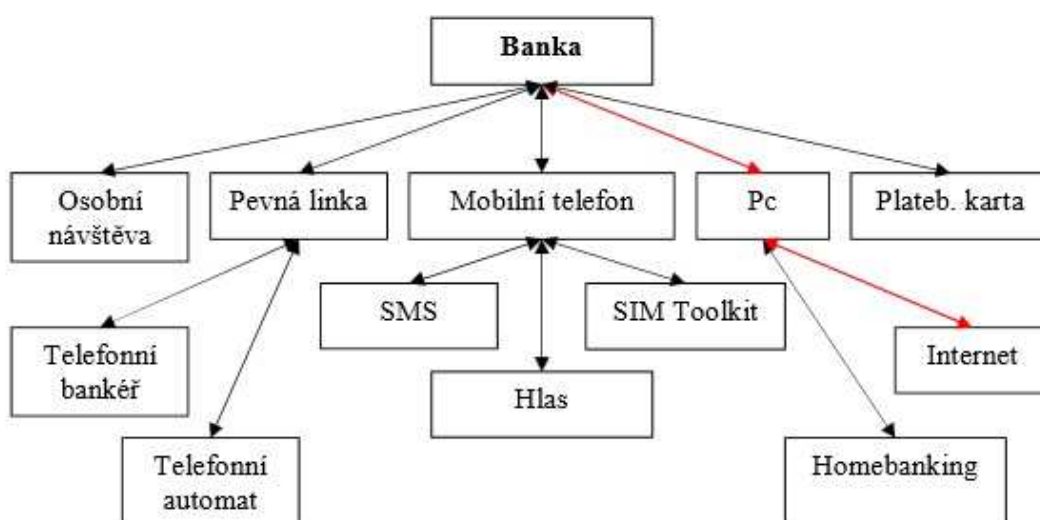 Banka
Osobní
návštěva
Pevná linka
Mobilní telefon
Pc
Plateb. karta
SMS
SIM Toolkit
Telefonní
bankéř
Internet
Hlas
Telefonní
automat
Homebanking